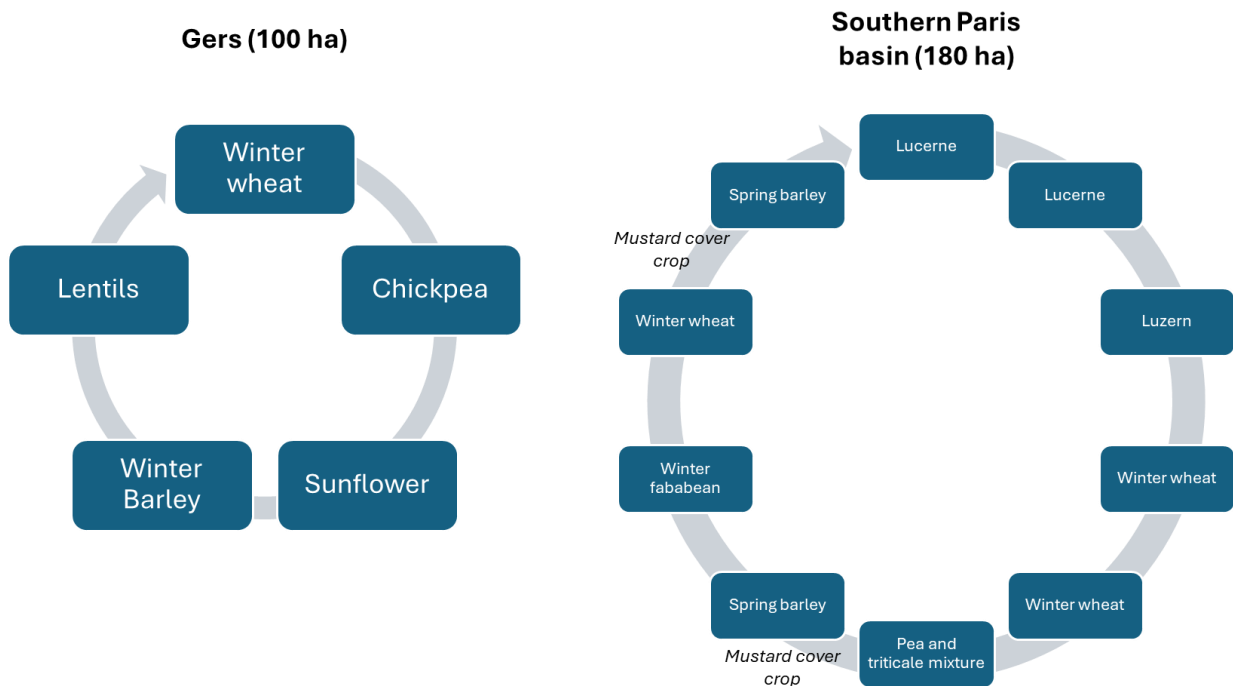 Gers (100 ha)
Winter
wheat
Chickpea
Sunflower
Winter
Barley
Lentils
Southern Paris
basin (180 ha)
Lucerne
Lucerne
Luzern
Winter wheat
Winter wheat
Pea and
triticale mixture
Mustard cover
crop
Spring barley
Winter
fababean
Winter wheat
Mustard cover
crop
Spring barley